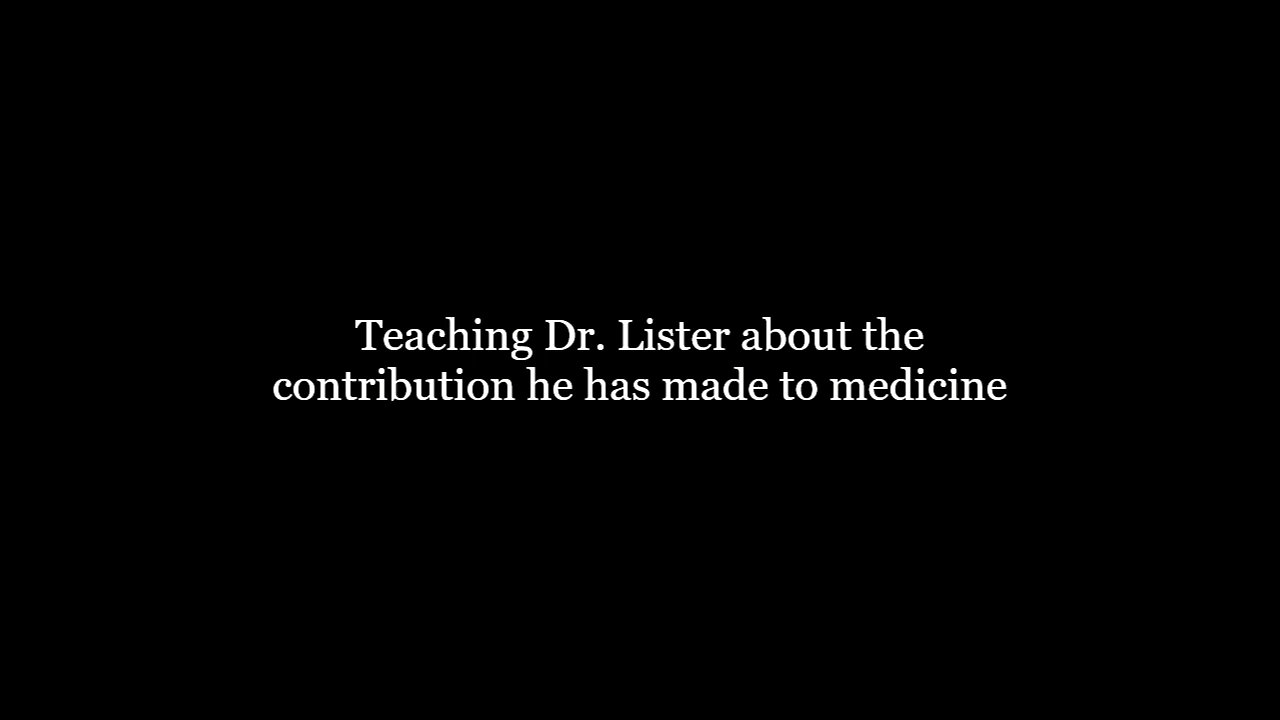 Teaching Dr. Lister about the
contribution he has made to medicine